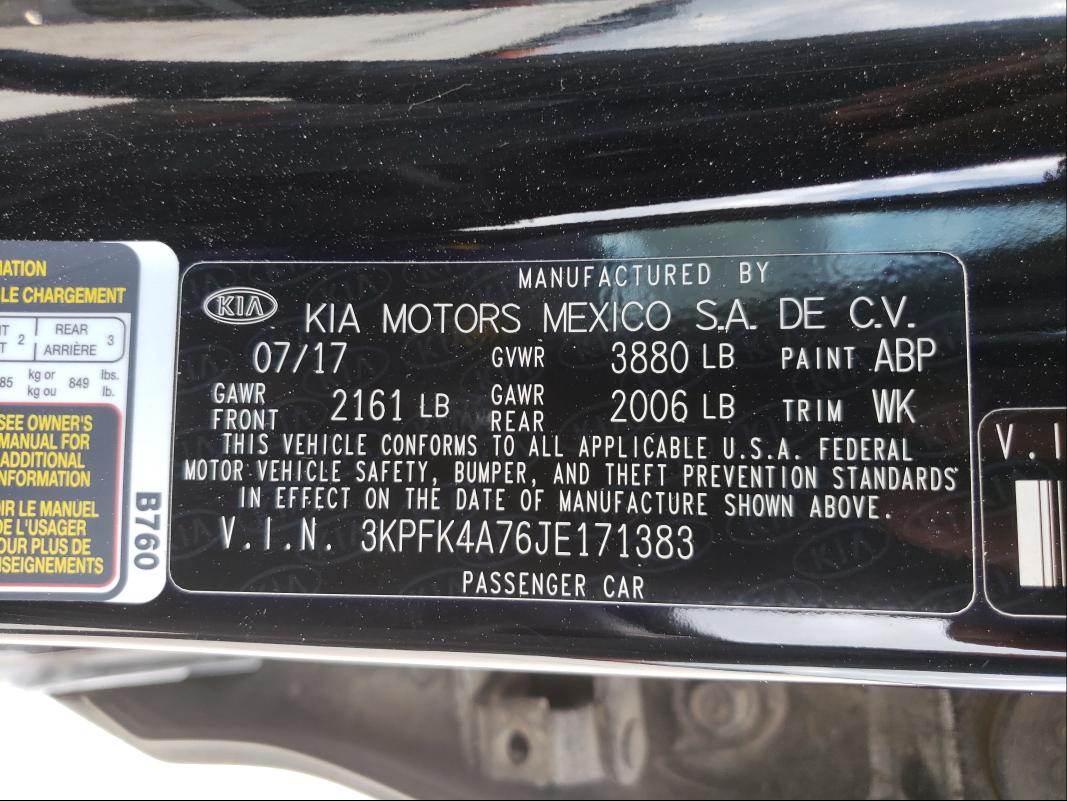 MATION
LE CHARGEMENT
2 REAR 3
ARRIÈRE
85 kg or 849 lbs.
kg ou lb.
SEE OWNER'S
MANUAL FOR
ADDITIONAL
INFORMATION
VOIR LE MANUEL
DE L'USAGER
POUR PLUS DE
RENSEIGNEMENTS
B760
MANUFACTURED BY
KIA KIA MOTORS MEXICO S.A. DE C.V.
07/17 GVWR 3880 LB PAINT ABP
GAWR FRONT 2161 LB GAWR REAR 2006 LB TRIM WK
THIS VEHICLE CONFORMS TO ALL APPLICABLE U.S.A. FEDERAL
MOTOR VEHICLE SAFETY, BUMPER, AND THEFT PREVENTION STANDARDS
IN EFFECT ON THE DATE OF MANUFACTURE SHOWN ABOVE.
V.I.N. 3KPFK4A76JE171383
PASSENGER CAR
V.I